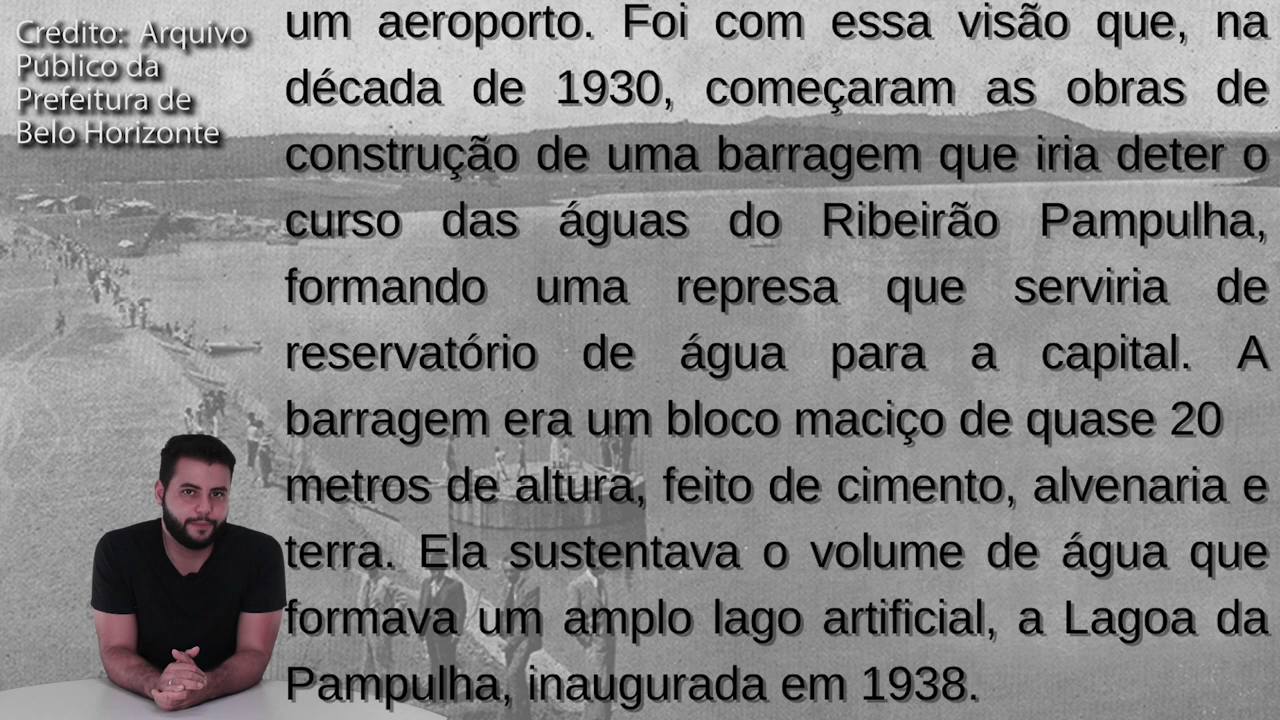 Crédito: Arquivo
Público da
Prefeitura de
Belo Horizonte
um aeroporto. Foi com essa visão que, na
década de 1930, começaram as obras de
construção de uma barragem que iria deter o
curso das águas do Ribeirão Pampulha,
formando uma represa que serviria de
reservatório de água para a capital. A
barragem era um bloco maciço de quase 20
metros de altura, feito de cimento, alvenaria e
terra. Ela sustentava o volume de água que
formava um amplo lago artificial, a Lagoa da
Pampulha, inaugurada em 1938.